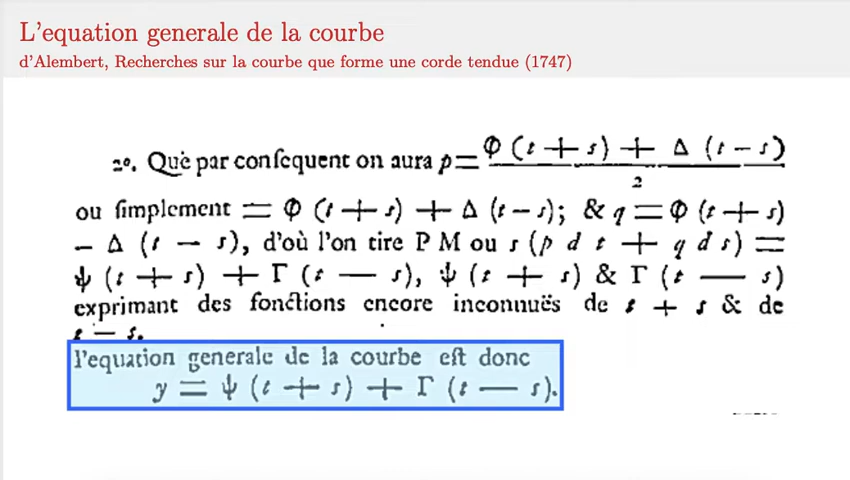 L'equation generale de la courbe
d'Alembert, Recherches sur la courbe que forme une corde tendue (1747)
2°. Què par conſequent on aura p = Φ (t + s) + Δ (t − s) / 2
ou ſimplement = Φ (t + s) + Δ (t − s); & q = Φ (t + s)
− Δ (t − s), d'où l'on tire P M ou s (p d t + q d s) =
ψ (t + s) + Γ (t — s), ψ (t + s) & Γ (t — s)
exprimant des fonctions encore inconnuës de t + s & de
t − s.
l'equation generale de la courbe eſt donc
y = ψ (t + s) + Γ (t — s).